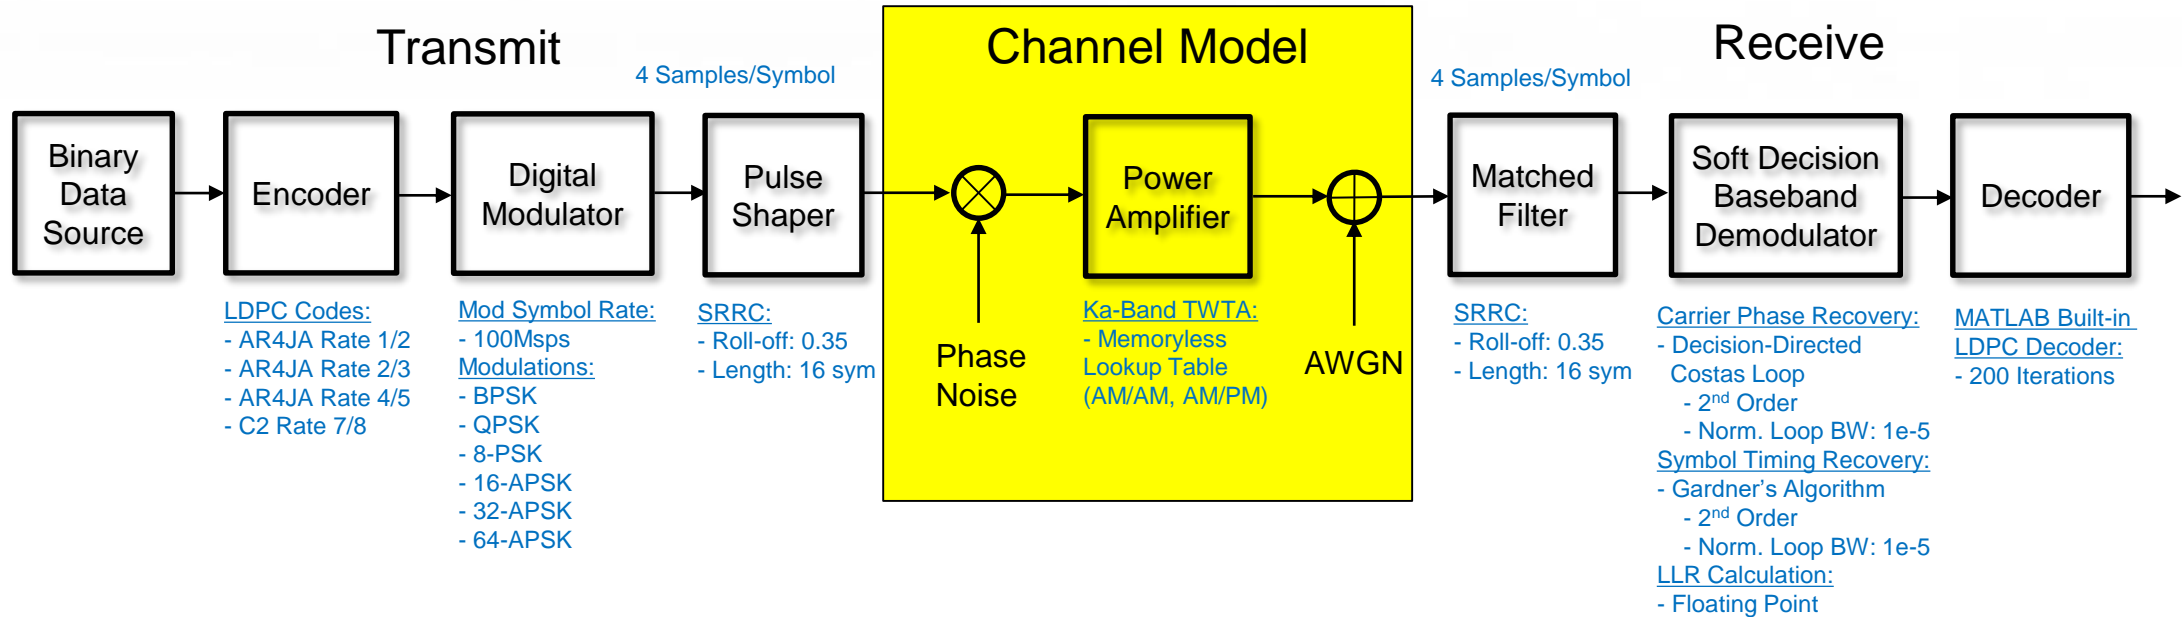 Transmit
Channel Model
Receive
4 Samples/Symbol
4 Samples/Symbol
Binary
Data
Source
Encoder
Digital
Modulator
Pulse
Shaper
Power
Amplifier
Matched
Filter
Soft Decision
Baseband
Demodulator
Decoder
LDPC Codes:
- AR4JA Rate 1/2
- AR4JA Rate 2/3
- AR4JA Rate 4/5
- C2 Rate 7/8
Mod Symbol Rate:
- 100Msps
Modulations:
- BPSK
- QPSK
- 8-PSK
- 16-APSK
- 32-APSK
- 64-APSK
SRRC:
- Roll-off: 0.35
- Length: 16 sym
Phase
Noise
Ka-Band TWTA:
- Memoryless
Lookup Table
(AM/AM, AM/PM)
AWGN
SRRC:
- Roll-off: 0.35
- Length: 16 sym
Carrier Phase Recovery:
- Decision-Directed
Costas Loop
- 2nd Order
- Norm. Loop BW: 1e-5
Symbol Timing Recovery:
- Gardner's Algorithm
- 2nd Order
- Norm. Loop BW: 1e-5
LLR Calculation:
- Floating Point
MATLAB Built-in
LDPC Decoder:
- 200 Iterations